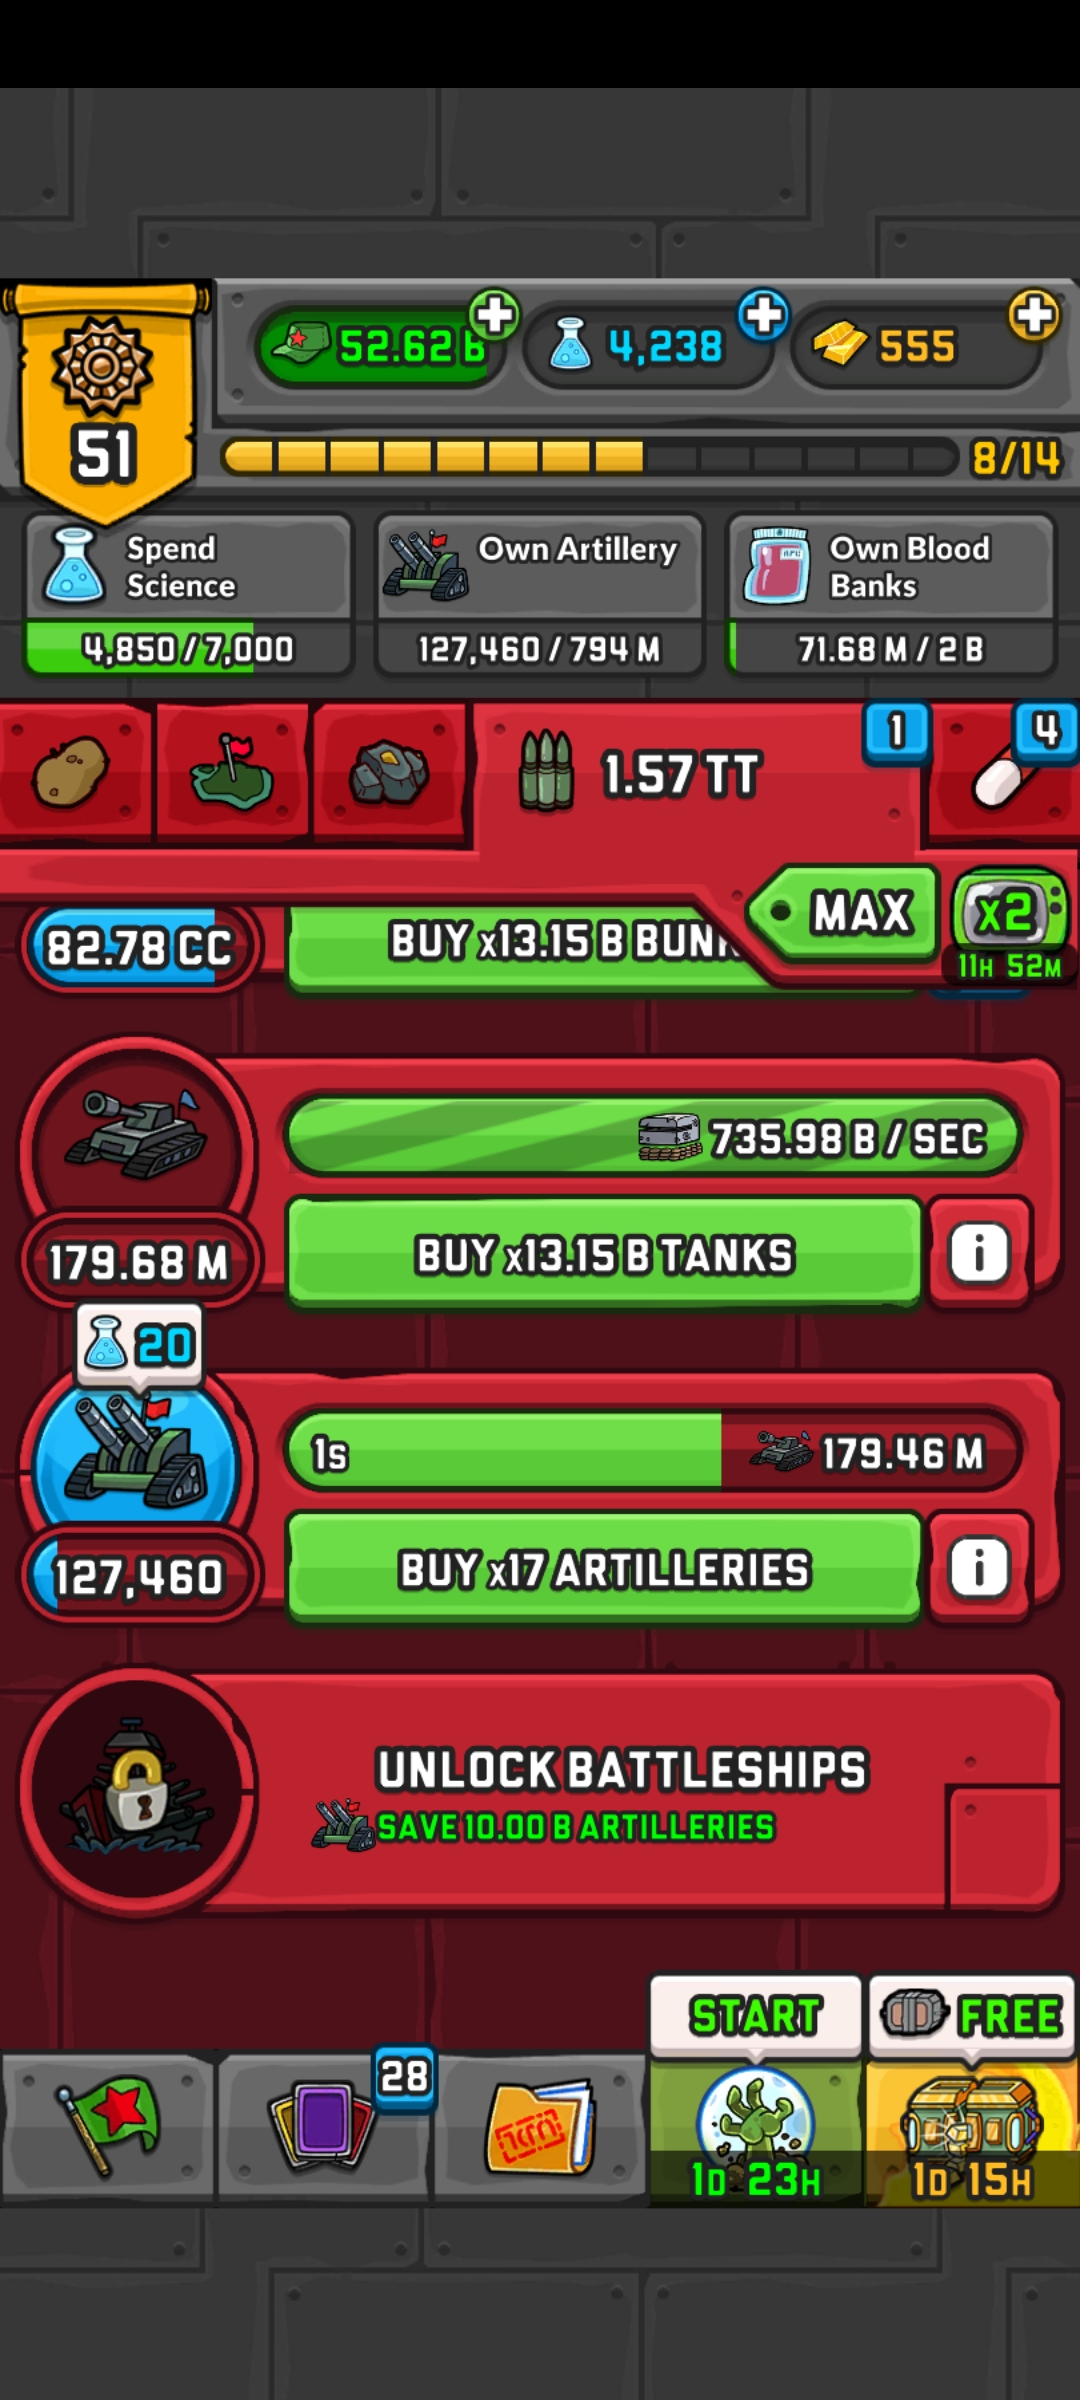 52.62 B
4,238
555
51
8/14
Spend
Science
Own Artillery
Own Blood
Banks
4,850/7,000
127,460/794 M
71.68 M/2 B
1.57 TT
1
4
MAX
x2
11H 52M
82.78 CC
BUY x13.15 B
735.98 B/SEC
179.68 M
BUY x13.15 B TANKS
i
20
1s
179.46 M
127,460
BUY x17 ARTILLERIES
i
UNLOCK BATTLESHIPS
SAVE 10.00 B ARTILLERIES
START
FREE
28
1D 23H
1D 15H